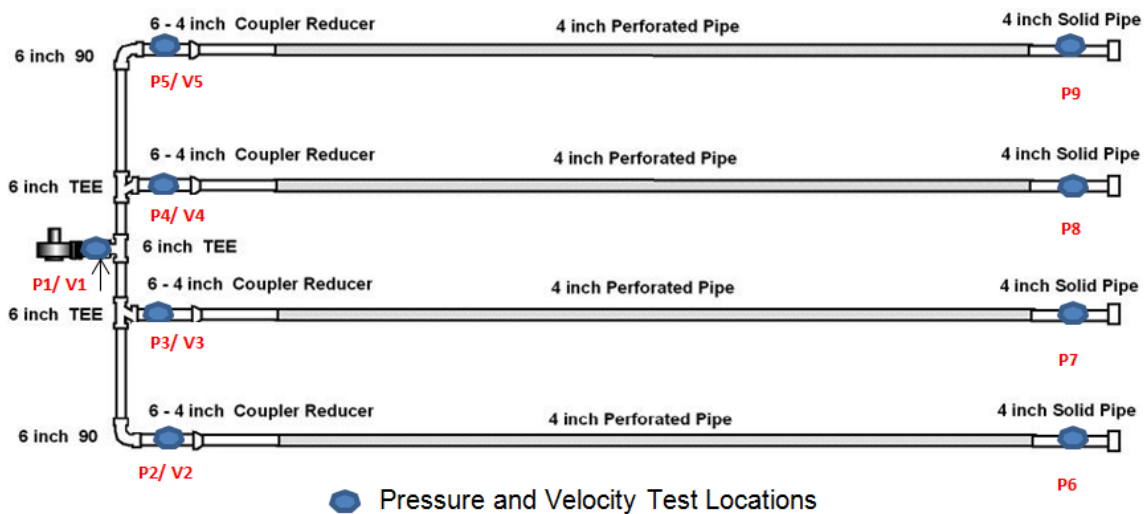 6 - 4 inch Coupler Reducer
4 inch Perforated Pipe
4 inch Solid Pipe
6 inch 90
P5/ V5
P9
6 - 4 inch Coupler Reducer
4 inch Perforated Pipe
4 inch Solid Pipe
6 inch TEE
P4/ V4
P8
6 inch TEE
P1/ V1
6 - 4 inch Coupler Reducer
4 inch Perforated Pipe
4 inch Solid Pipe
6 inch TEE
P3/ V3
P7
6 - 4 inch Coupler Reducer
4 inch Perforated Pipe
4 inch Solid Pipe
6 inch 90
P2/ V2
P6
Pressure and Velocity Test Locations